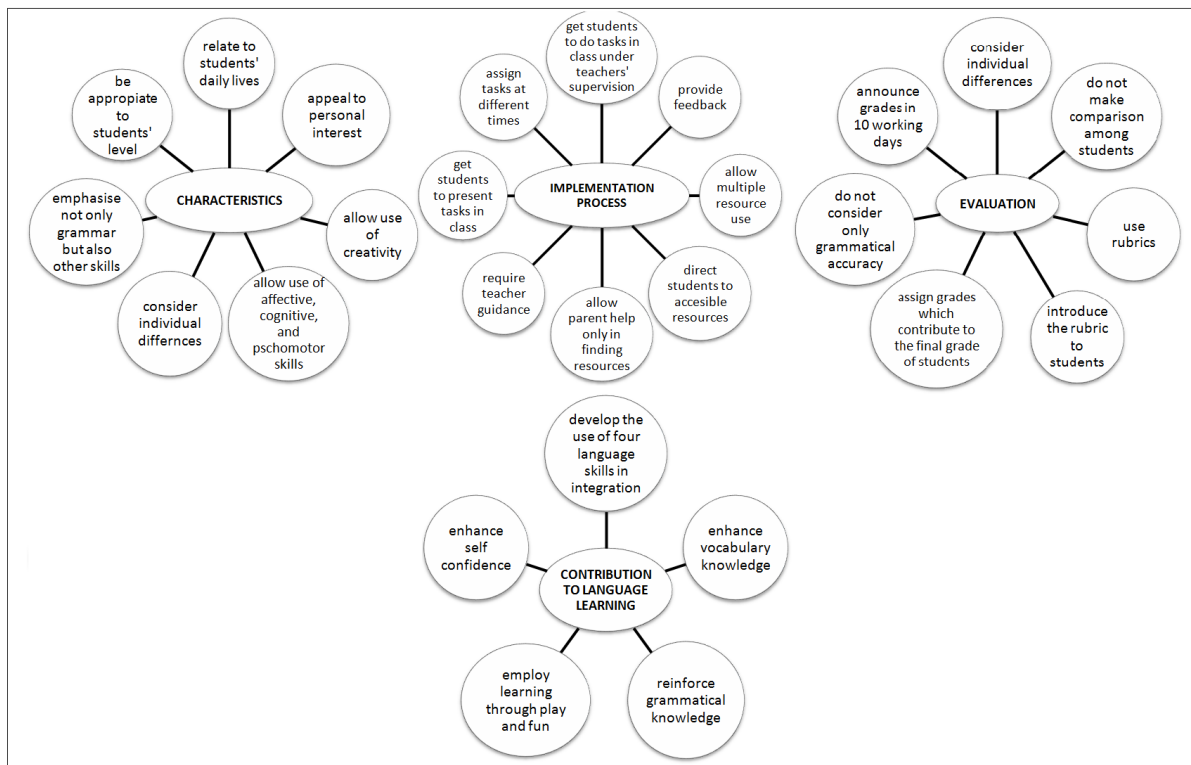 relate to
students'
daily lives
be
appropiate to
students'
level
appeal to
personal
interest
emphasise
not only
grammar
but also
other skills
CHARACTERISTICS
allow use
of
creativity
consider
individual
differnces
allow use of
affective,
cognitive,
and
pschomotor
skills
get students
to do tasks in
class under
teachers'
supervision
assign
tasks at
different
times
provide
feedback
get
students
to present
tasks in
class
IMPLEMENTATION
PROCESS
allow
multiple
resource
use
require
teacher
guidance
allow
parent help
only in
finding
resources
direct
students to
accesible
resources
consider
individual
differences
announce
grades in
10 working
days
do not
make
comparison
among
students
do not
consider
only
grammatical
accuracy
EVALUATION
use
rubrics
assign grades
which
contribute to
the final grade
of students
introduce
the rubric to
students
develop the
use of four
language
skills in
integration
enhance
self
confidence
enhance
vocabulary
knowledge
CONTRIBUTION
TO LANGUAGE
LEARNING
employ
learning
through play
and fun
reinforce
grammatical
knowledge